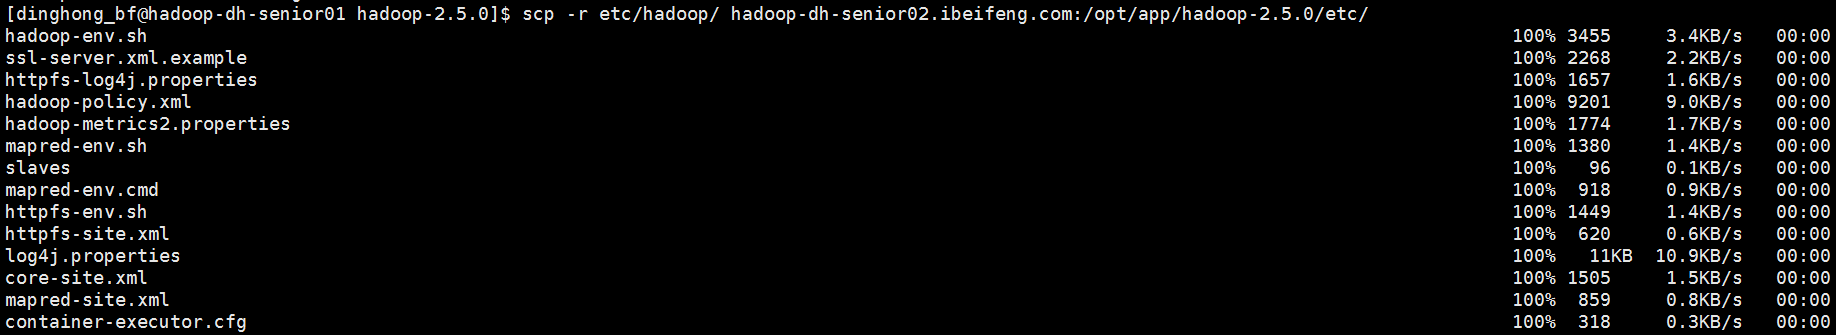 [dinghong_bf@hadoop-dh-senior01 hadoop-2.5.0]$ scp -r etc/hadoop/ hadoop-dh-senior02.ibeifeng.com:/opt/app/hadoop-2.5.0/etc/
hadoop-env.sh 100% 3455 3.4KB/s 00:00
ssl-server.xml.example 100% 2268 2.2KB/s 00:00
httpfs-log4j.properties 100% 1657 1.6KB/s 00:00
hadoop-policy.xml 100% 9201 9.0KB/s 00:00
hadoop-metrics2.properties 100% 1774 1.7KB/s 00:00
mapred-env.sh 100% 1380 1.4KB/s 00:00
slaves 100% 96 0.1KB/s 00:00
mapred-env.cmd 100% 918 0.9KB/s 00:00
httpfs-env.sh 100% 1449 1.4KB/s 00:00
httpfs-site.xml 100% 620 0.6KB/s 00:00
log4j.properties 100% 11KB 10.9KB/s 00:00
core-site.xml 100% 1505 1.5KB/s 00:00
mapred-site.xml 100% 859 0.8KB/s 00:00
container-executor.cfg 100% 318 0.3KB/s 00:00